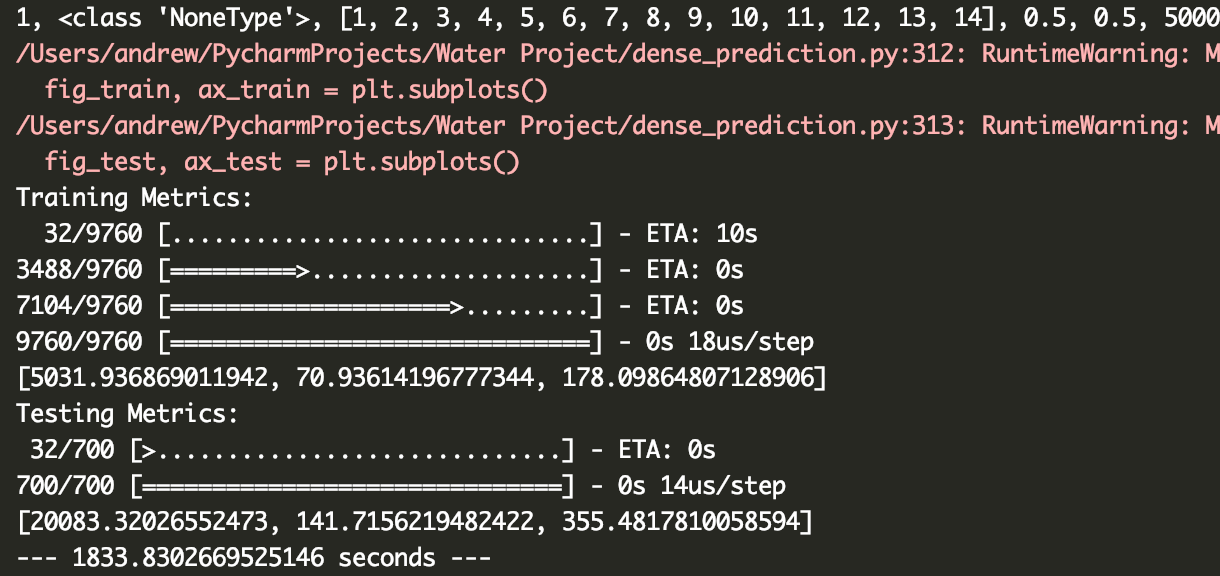 1, <class 'NoneType'>, [1, 2, 3, 4, 5, 6, 7, 8, 9, 10, 11, 12, 13, 14], 0.5, 0.5, 5000
/Users/andrew/PycharmProjects/Water Project/dense_prediction.py:312: RuntimeWarning: M
  fig_train, ax_train = plt.subplots()
/Users/andrew/PycharmProjects/Water Project/dense_prediction.py:313: RuntimeWarning: M
  fig_test, ax_test = plt.subplots()
Training Metrics:
  32/9760 [..............................] - ETA: 10s
3488/9760 [=========>....................] - ETA: 0s
7104/9760 [====================>.........] - ETA: 0s
9760/9760 [==============================] - 0s 18us/step
[5031.936869011942, 70.93614196777344, 178.09864807128906]
Testing Metrics:
 32/700 [>.............................] - ETA: 0s
700/700 [==============================] - 0s 14us/step
[20083.32026552473, 141.7156219482422, 355.4817810058594]
--- 1833.8302669525146 seconds ---